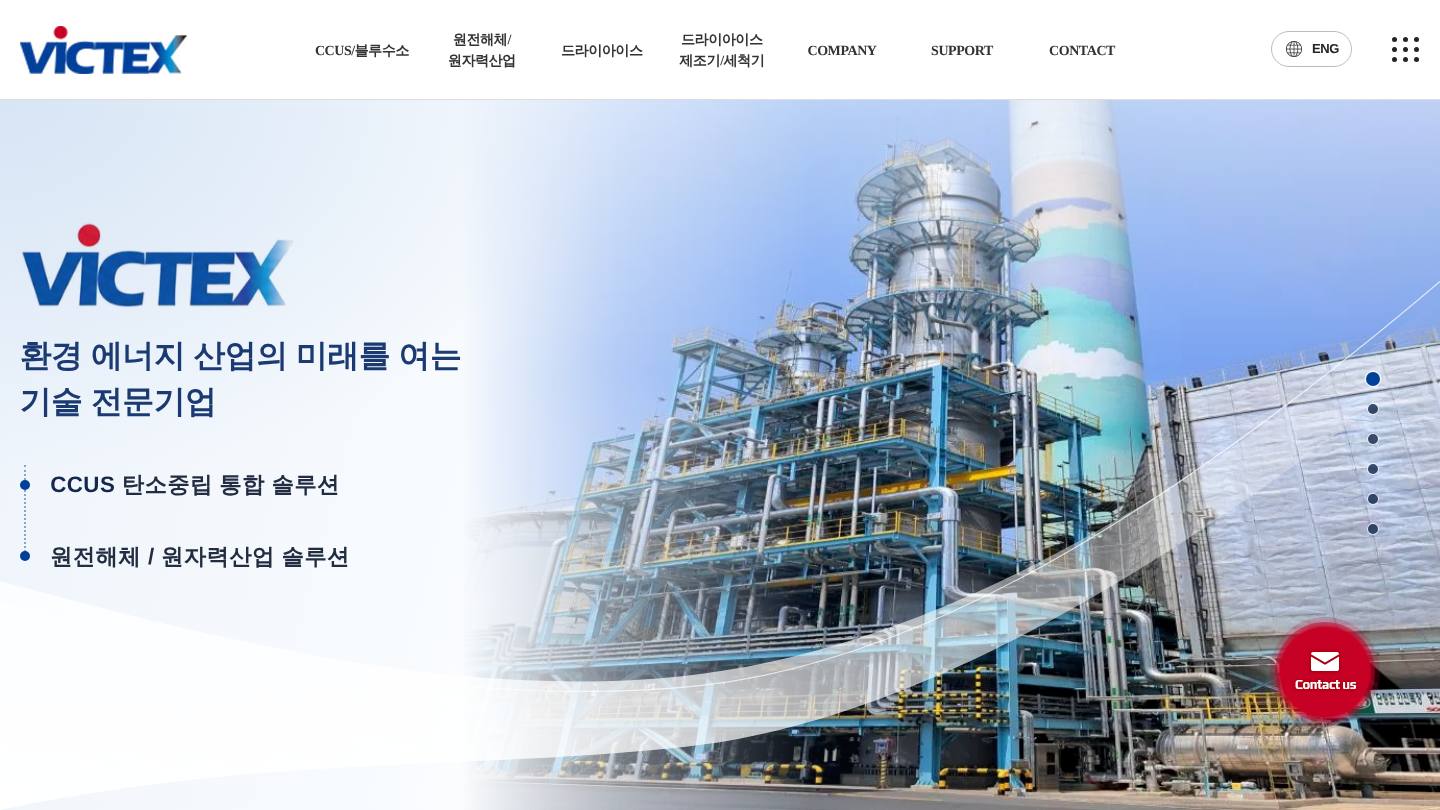 VICTEX
CCUS/블루수소
원전해체/
원자력산업
드라이아이스
드라이아이스
제조기/세척기
COMPANY
SUPPORT
CONTACT
ENG
VICTEX
환경 에너지 산업의 미래를 여는
기술 전문기업
CCUS 탄소중립 통합 솔루션
원전해체 / 원자력산업 솔루션
Contact us